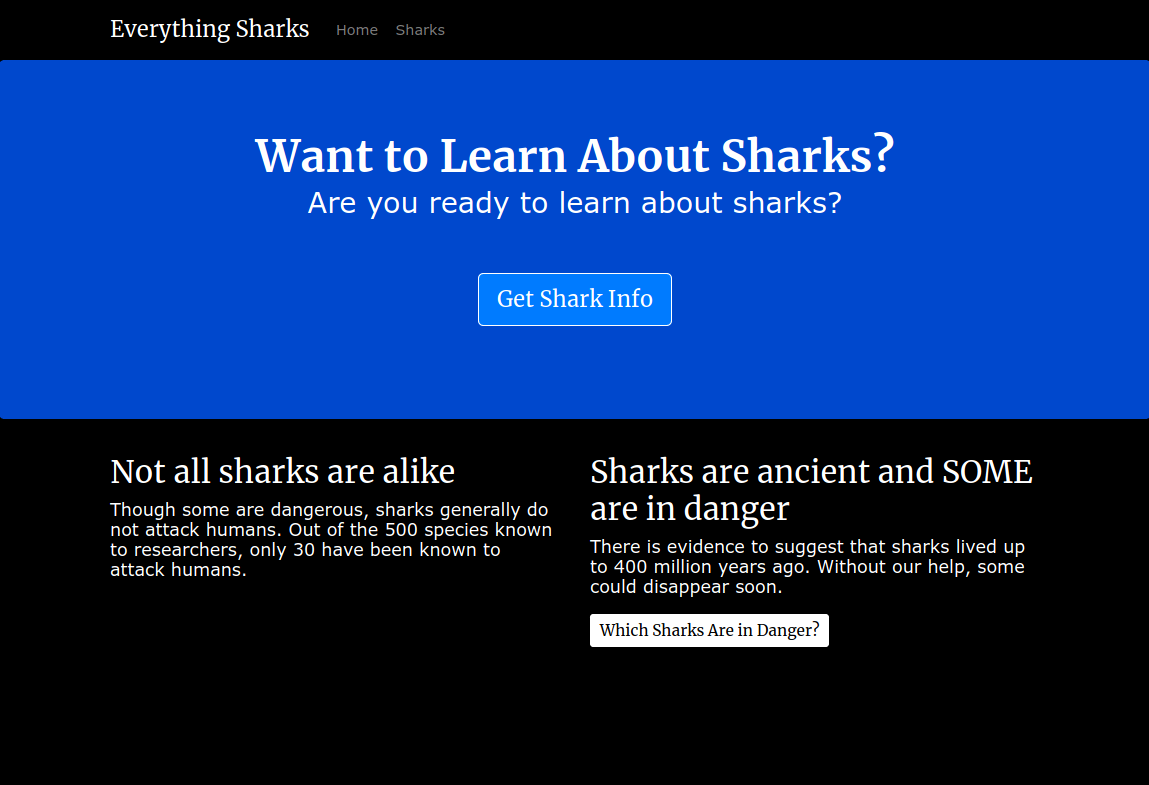 Everything Sharks Home Sharks
Want to Learn About Sharks?
Are you ready to learn about sharks?
Get Shark Info
Not all sharks are alike
Though some are dangerous, sharks generally do
not attack humans. Out of the 500 species known
to researchers, only 30 have been known to
attack humans.
Sharks are ancient and SOME
are in danger
There is evidence to suggest that sharks lived up
to 400 million years ago. Without our help, some
could disappear soon.
Which Sharks Are in Danger?